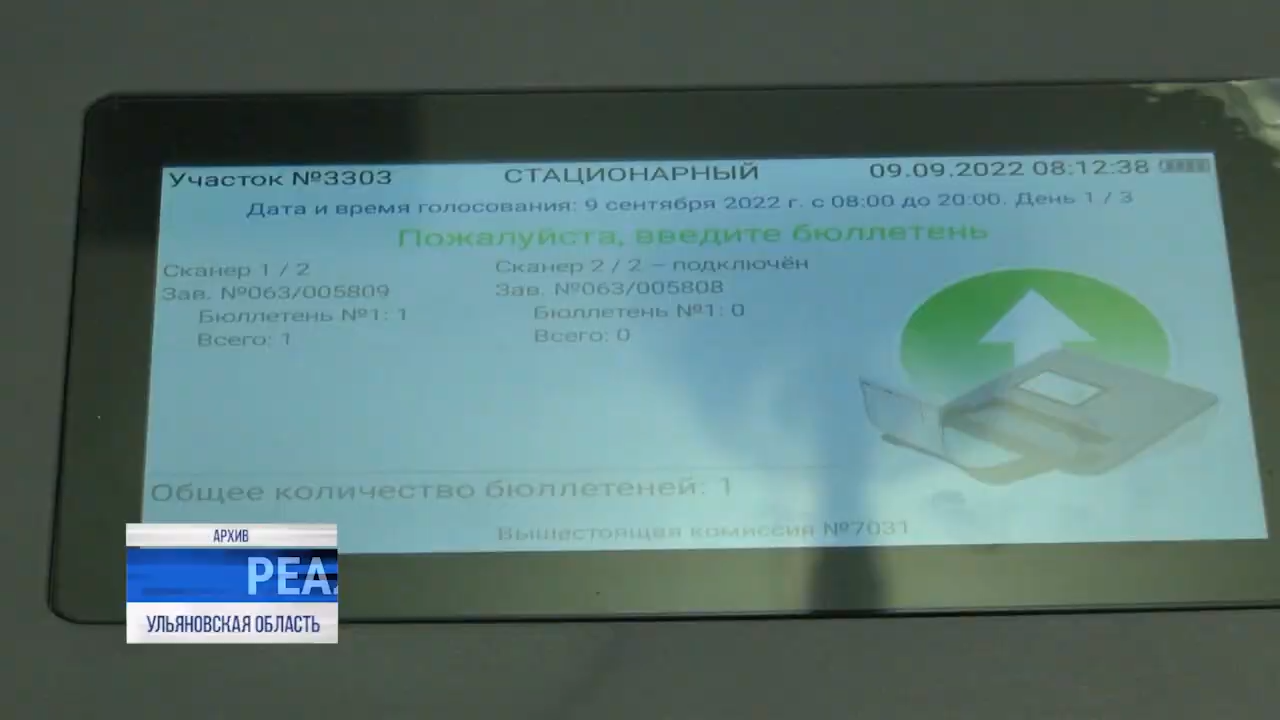 Участок №3303 СТАЦИОНАРНЫЙ 09.09.2022 08:12:38
Дата и время голосования: 9 сентября 2022 г. с 08:00 до 20:00. День 1 / 3
Пожалуйста, введите бюллетень
Сканер 1 / 2
Зав. №063/005809
Бюллетень №1: 1
Всего: 1
Сканер 2 / 2 – подключён
Зав. №063/005808
Бюллетень №1: 0
Всего: 0
Общее количество бюллетеней: 1
Вышестоящая комиссия №7031
АРХИВ
РЕА
УЛЬЯНОВСКАЯ ОБЛАСТЬ